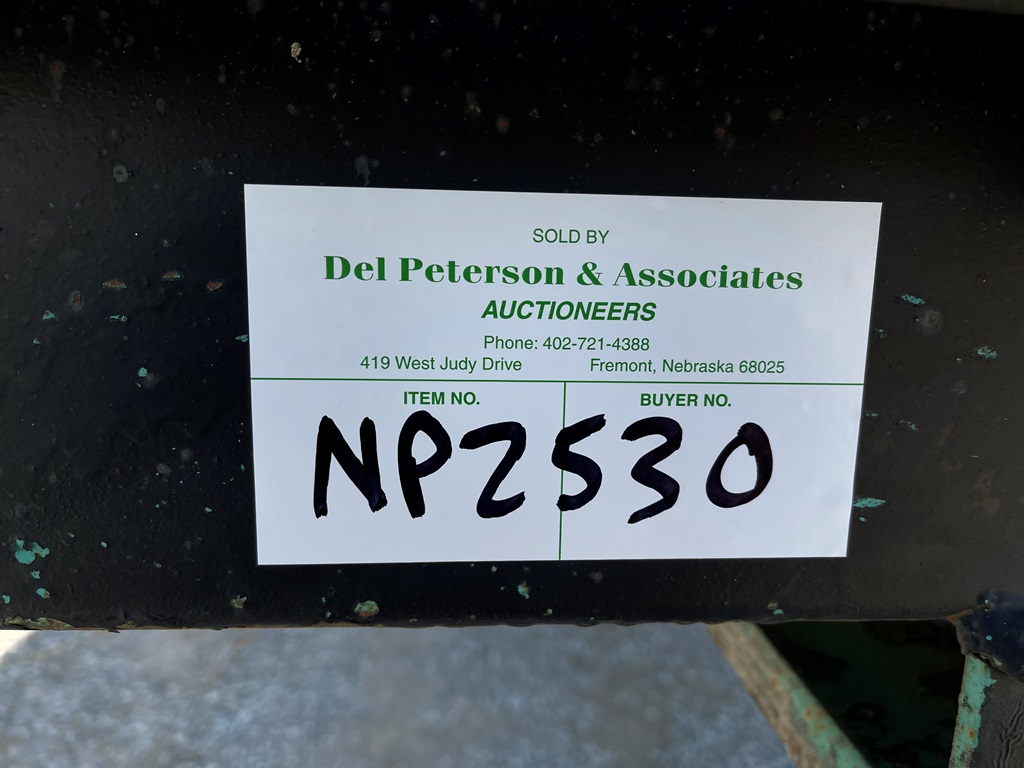 SOLD BY
Del Peterson & Associates
AUCTIONEERS
Phone: 402-721-4388
419 West Judy Drive Fremont, Nebraska 68025
ITEM NO. BUYER NO.
NP2530